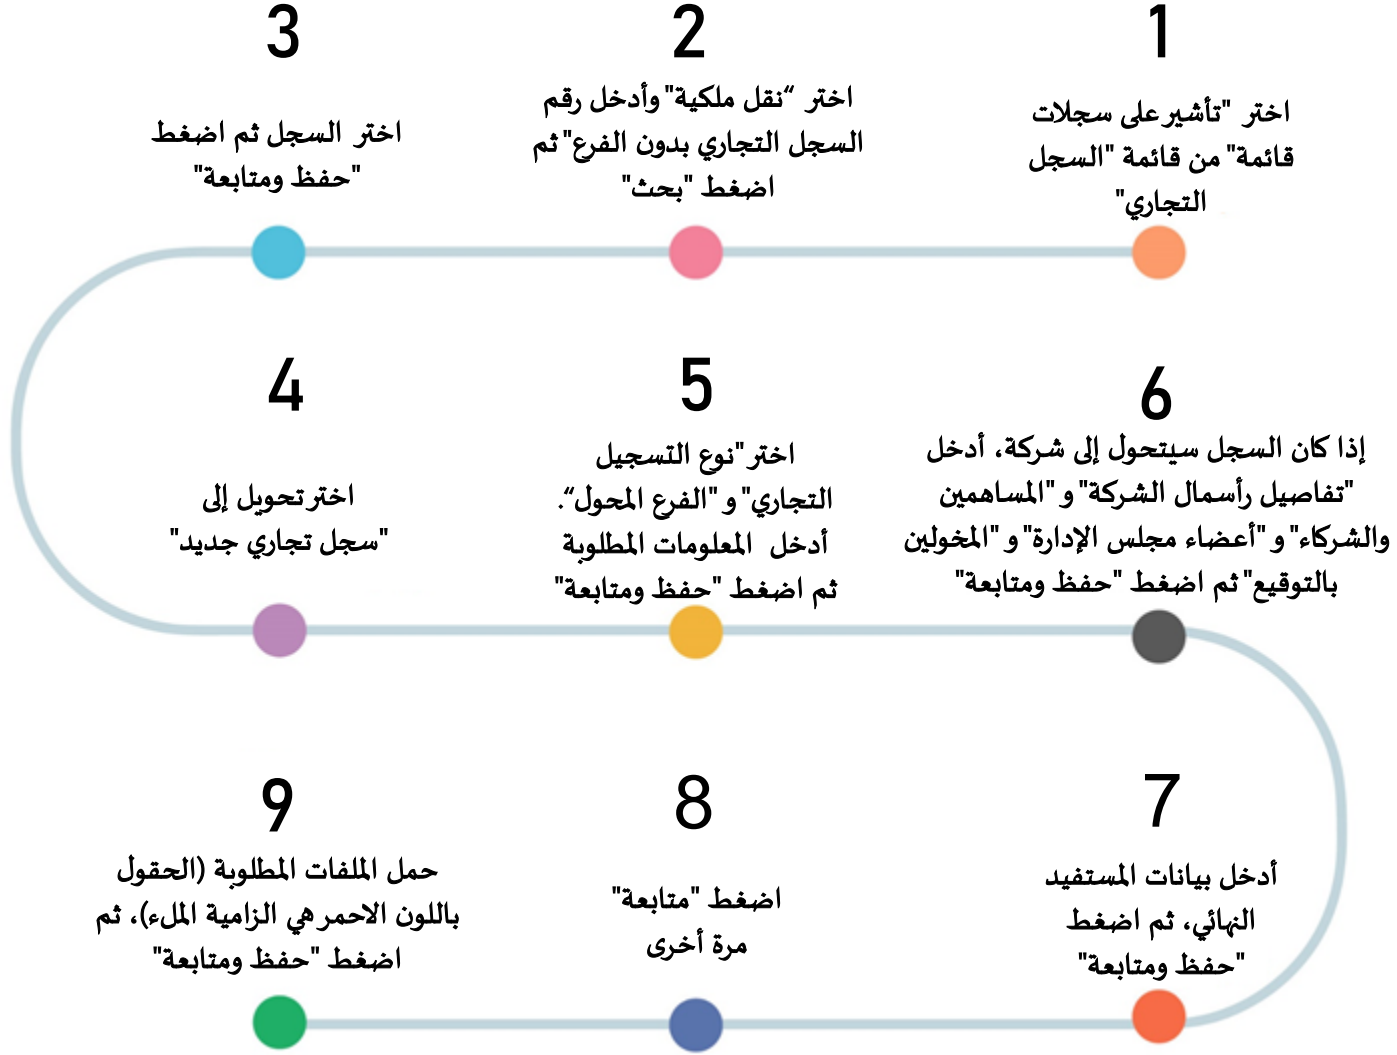 1
اختر "تأشير على سجلات
قائمة" من قائمة "السجل
التجاري"
2
اختر “نقل ملكية" وأدخل رقم
السجل التجاري بدون الفرع" ثم
اضغط "بحث"
3
اختر السجل ثم اضغط
"حفظ ومتابعة"
4
اختر تحويل إلى
"سجل تجاري جديد"
5
اختر "نوع التسجيل
التجاري" و "الفرع المحول“.
أدخل المعلومات المطلوبة
ثم اضغط "حفظ ومتابعة"
6
إذا كان السجل سيتحول إلى شركة، أدخل
"تفاصيل رأسمال الشركة" و "المساهمين
والشركاء" و "أعضاء مجلس الإدارة" و "المخولين
بالتوقيع" ثم اضغط "حفظ ومتابعة"
7
أدخل بيانات المستفيد
النهائي، ثم اضغط
"حفظ ومتابعة"
8
اضغط "متابعة"
مرة أخرى
9
حمل الملفات المطلوبة (الحقول
باللون الاحمر هي الزامية الملء)، ثم
اضغط "حفظ ومتابعة"